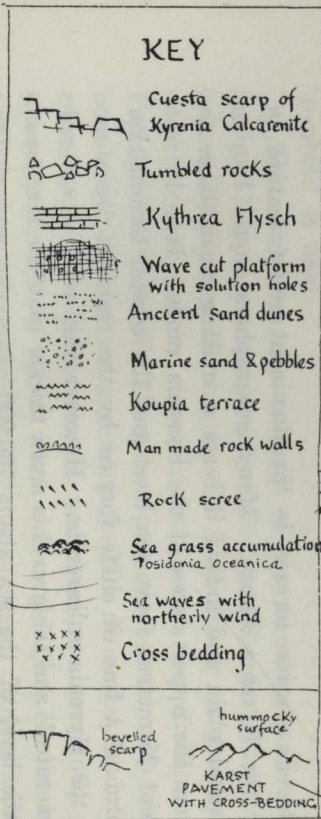 KEY
Cuesta scarp of
Kyrenia Calcarenite
Tumbled rocks
Kythrea Flysch
Wave cut platform
with solution holes
Ancient sand dunes
Marine sand & pebbles
Koupia terrace
Man made rock walls
Rock scree
Sea grass accumulation
Posidonia oceanica
Sea waves with
northerly wind
Cross bedding
bevelled
scarp
hummocky
surface
KARST
PAVEMENT
WITH CROSS-BEDDING